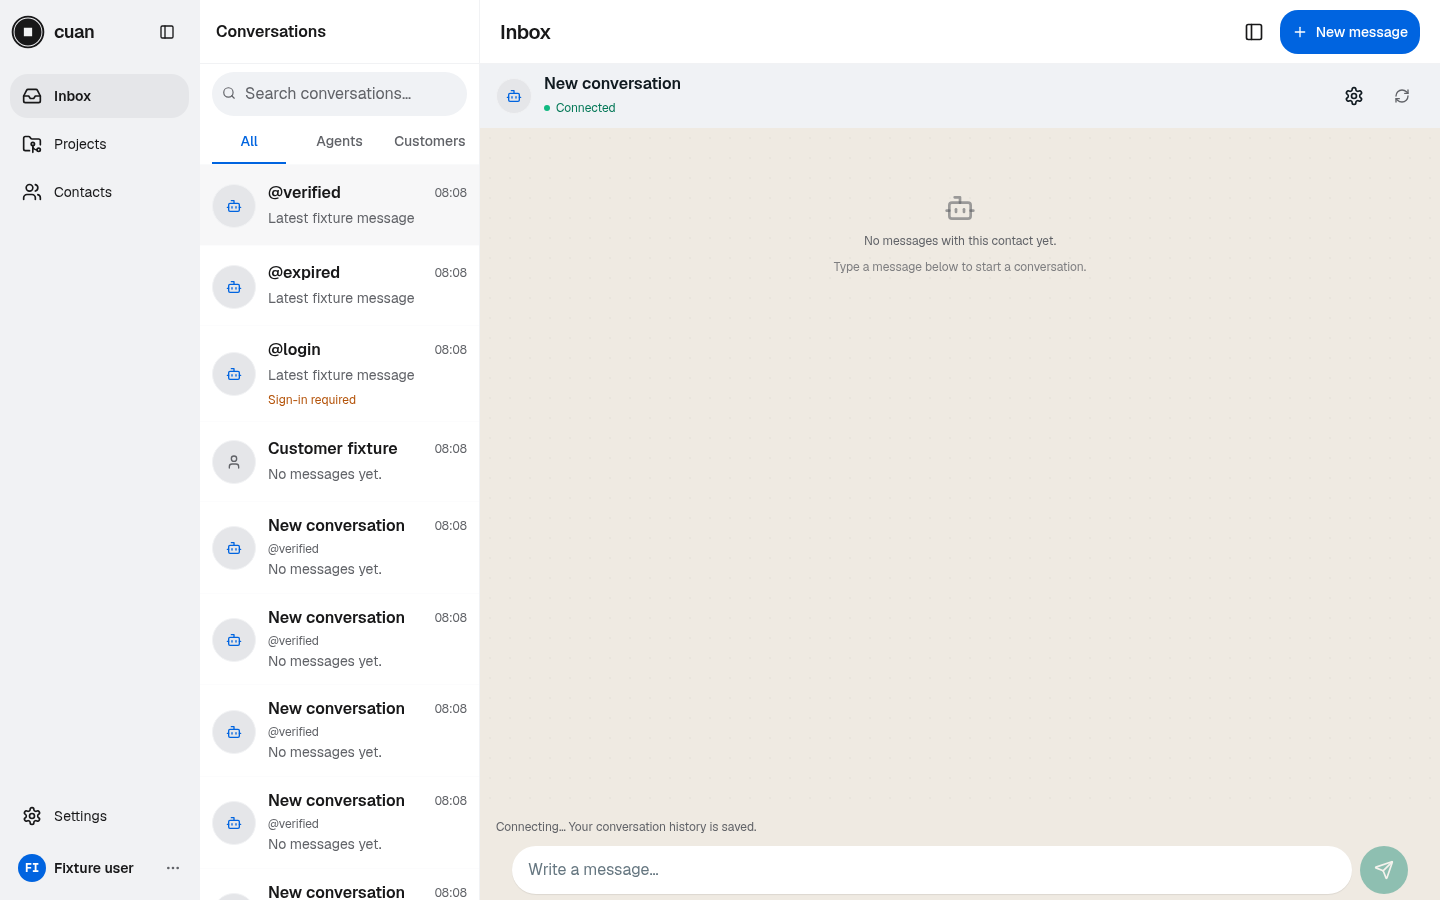 cuan
Inbox
Projects
Contacts
Settings
FI
Fixture user
Conversations
Search conversations...
All
Agents
Customers
@verified
08:08
Latest fixture message
@expired
08:08
Latest fixture message
@login
08:08
Latest fixture message
Sign-in required
Customer fixture
08:08
No messages yet.
New conversation
08:08
@verified
No messages yet.
New conversation
08:08
@verified
No messages yet.
New conversation
08:08
@verified
No messages yet.
New conversation
08:08
@verified
No messages yet.
New conversation
08:08
Inbox
New message
New conversation
Connected
No messages with this contact yet.
Type a message below to start a conversation.
Connecting... Your conversation history is saved.
Write a message...